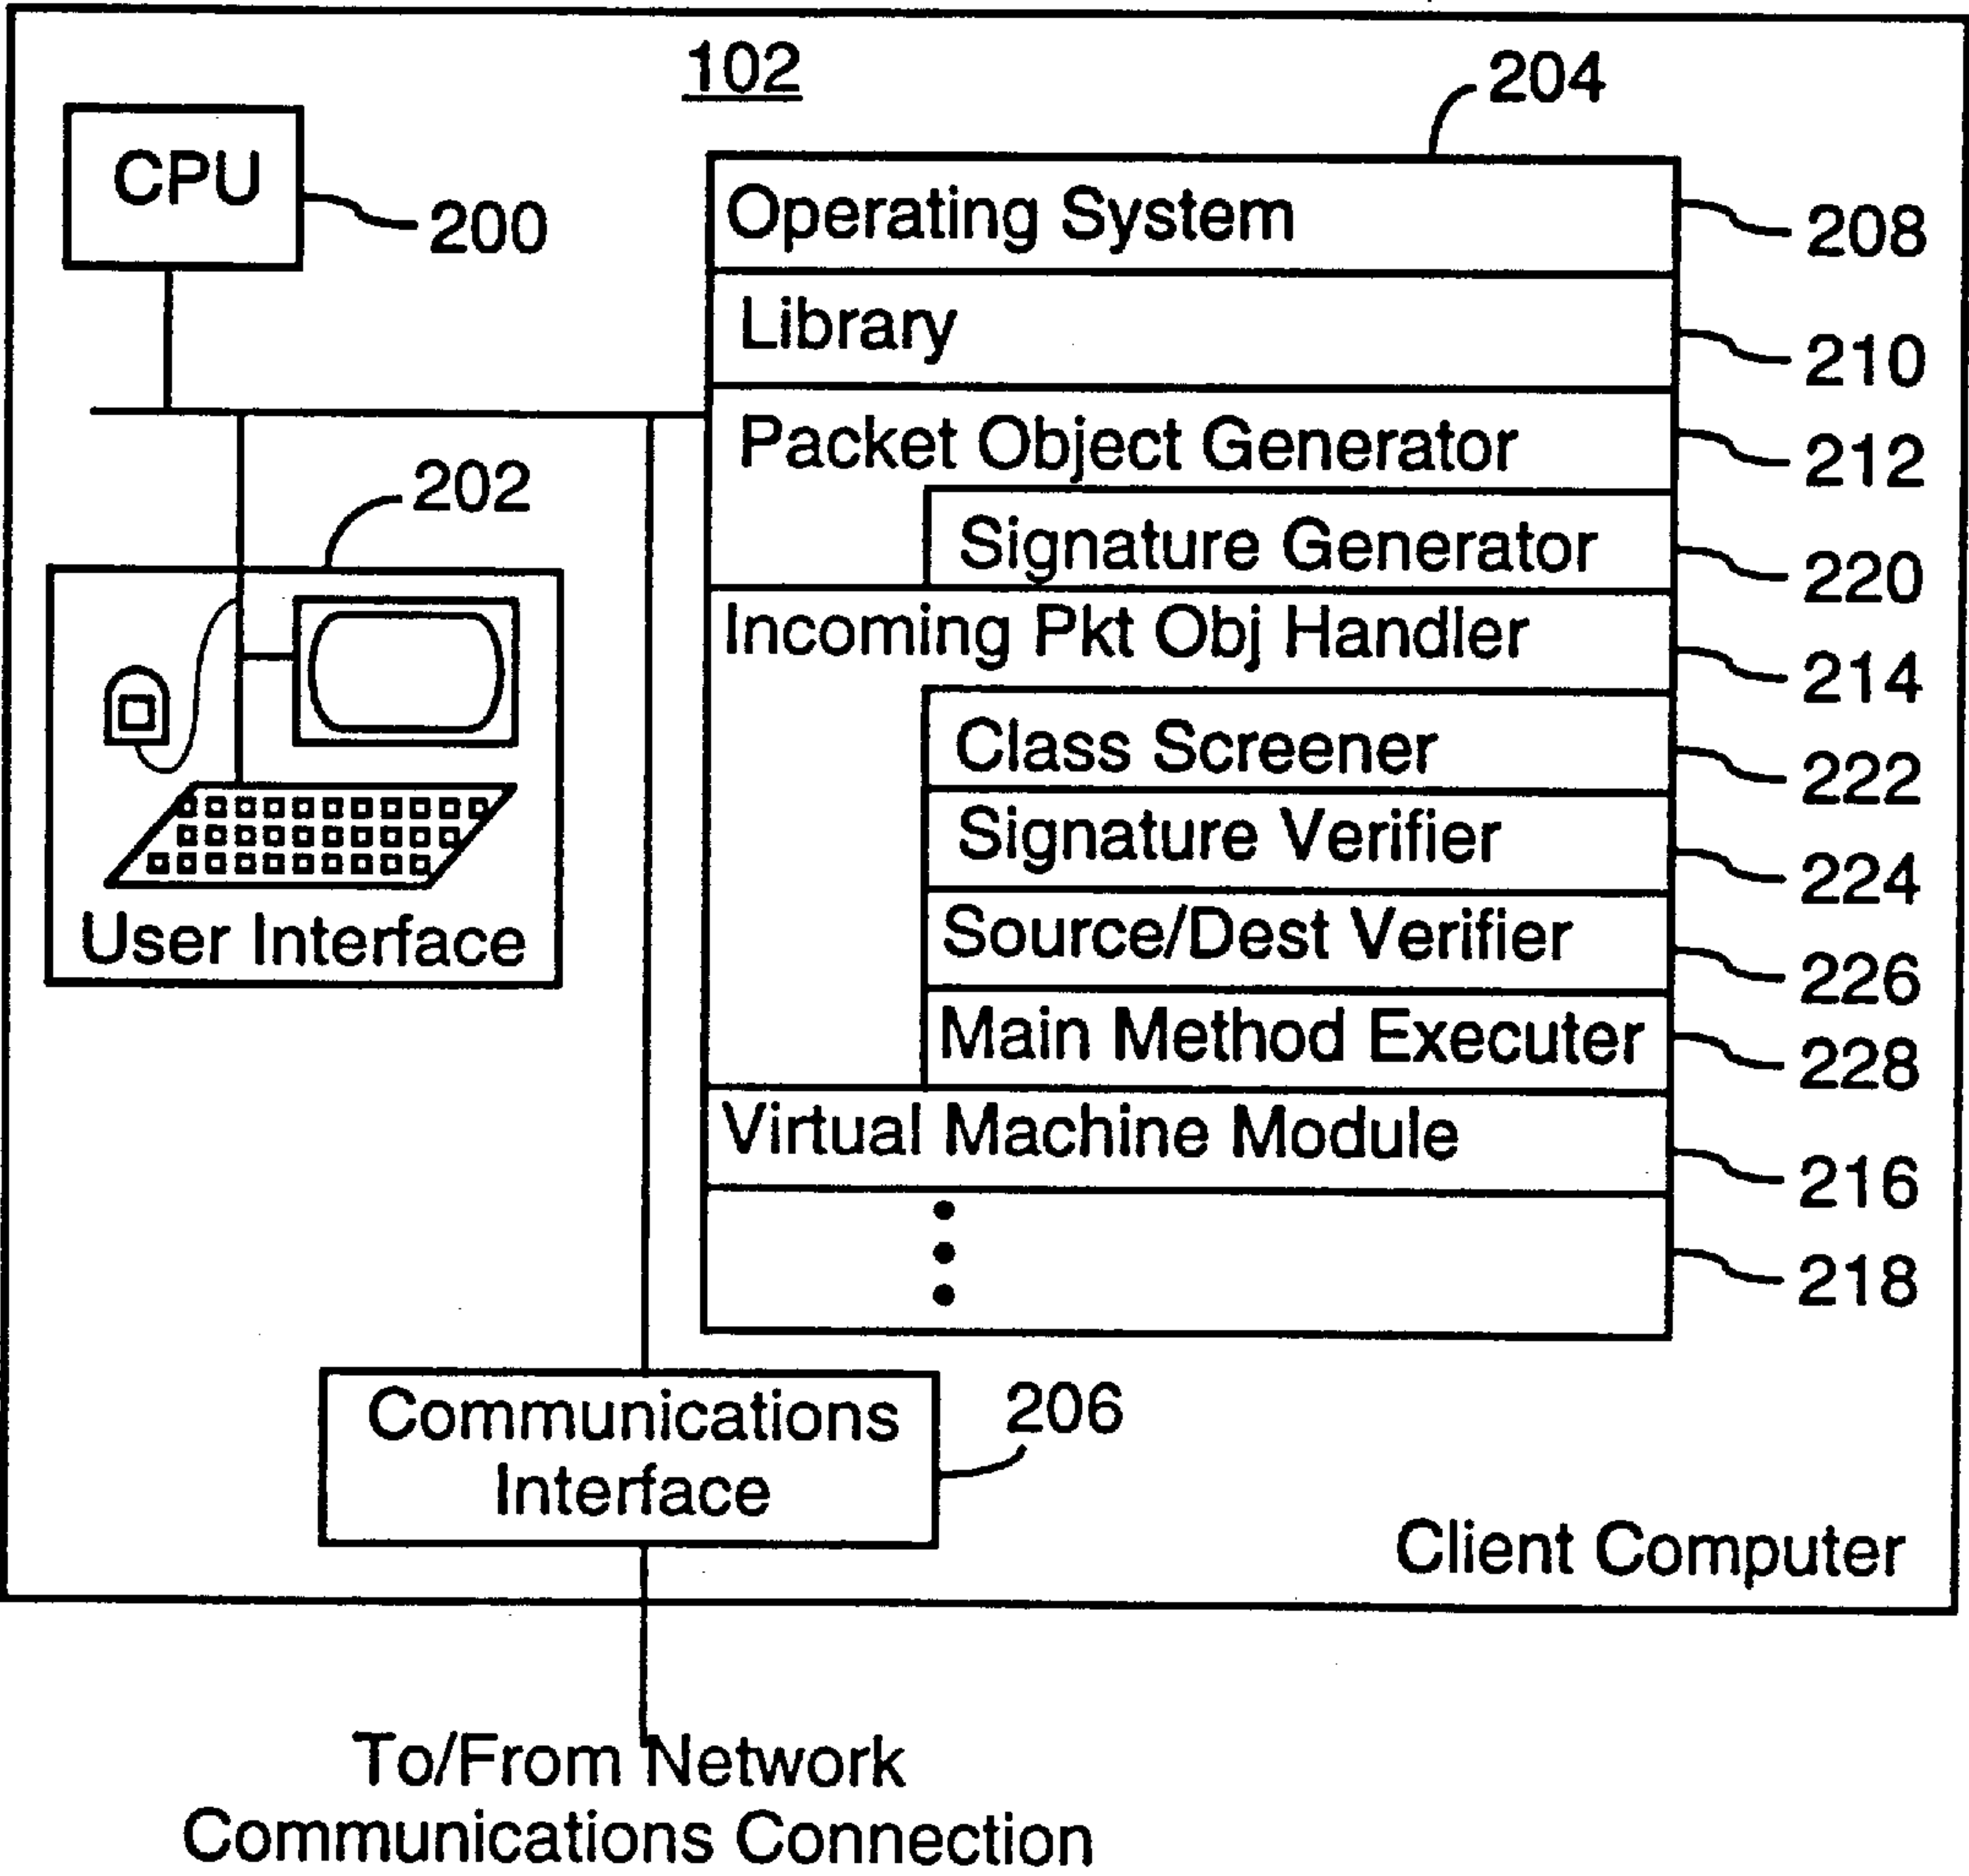 102
204
CPU
200
Operating System
208
Library
210
Packet Object Generator
212
202
Signature Generator
220
Incoming Pkt Obj Handler
214
Class Screener
222
Signature Verifier
224
Source/Dest Verifier
226
User Interface
Main Method Executer
228
Virtual Machine Module
216
218
Communications
Interface
206
Client Computer
To/From Network
Communications Connection